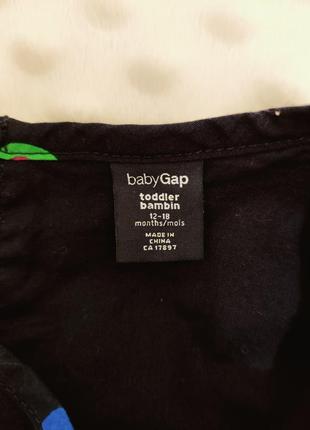 babyGap
toddler
bambin
12-18
months/mois
MADE IN
CHINA
CA 17897